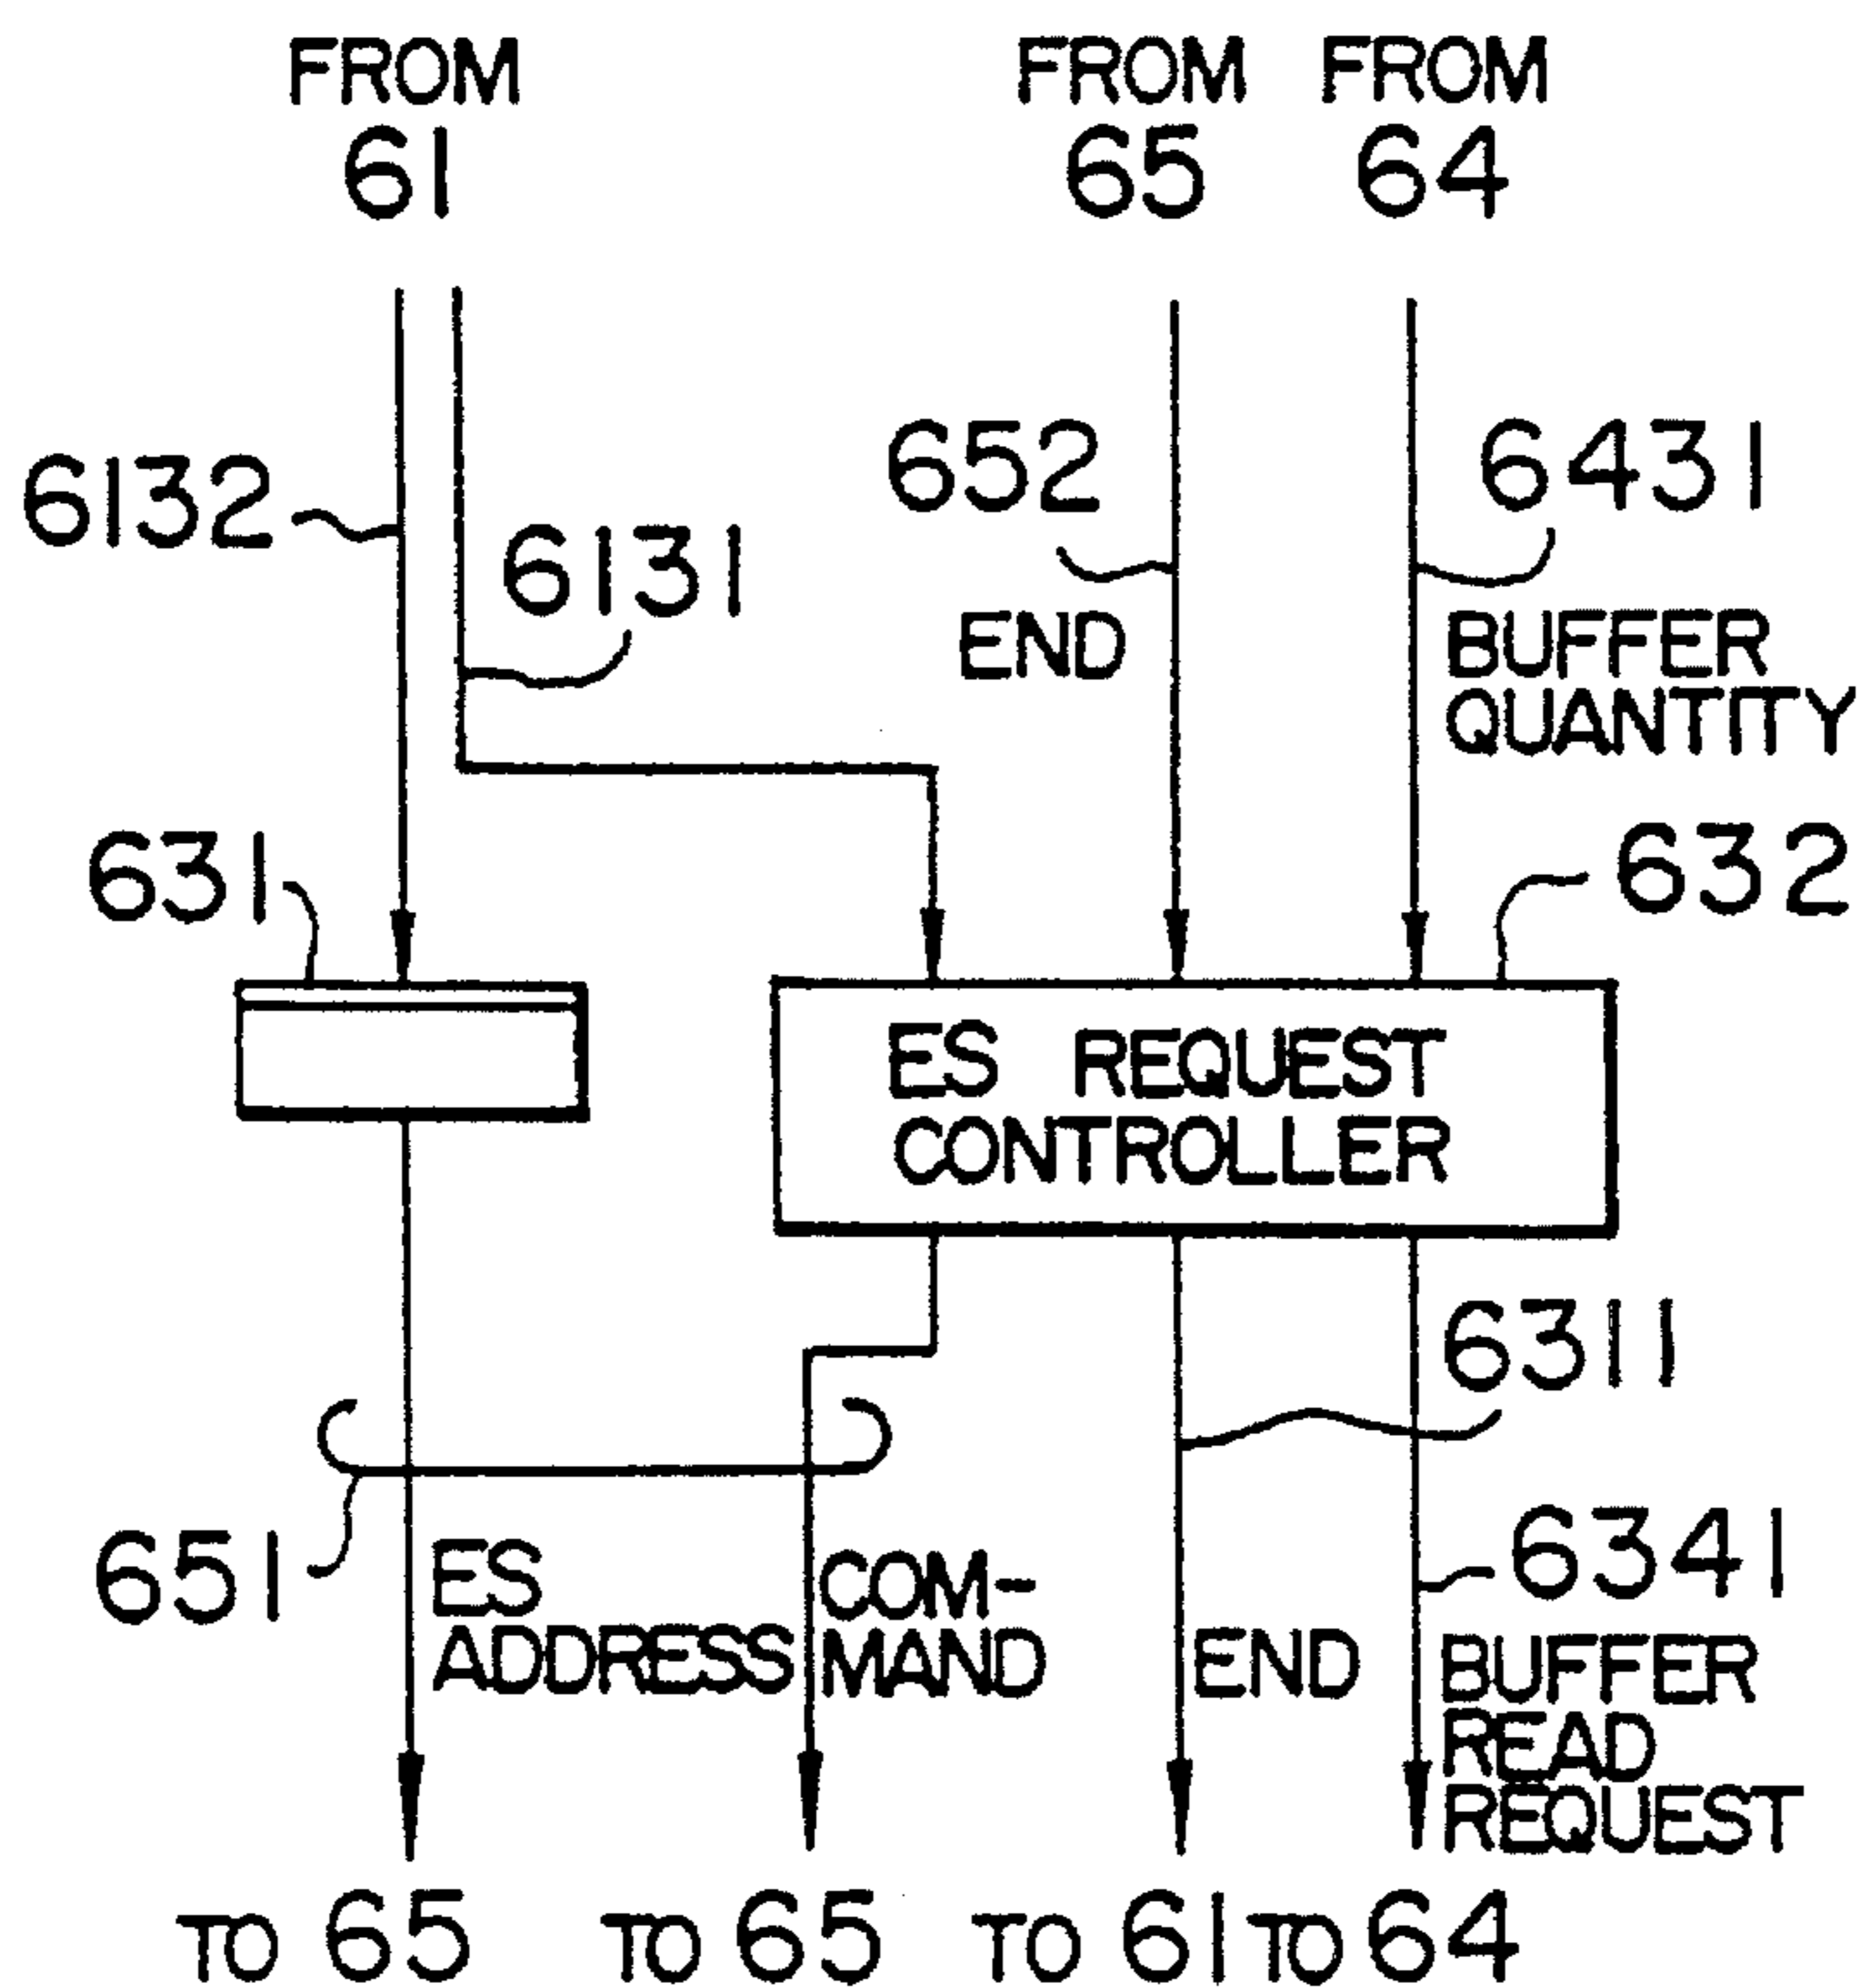 FROM
61
FROM
65
FROM
64
6132
6131
652
END
6431
BUFFER
QUANTITY
631
632
ES REQUEST
CONTROLLER
6311
651
ES
ADDRESS
COM-
MAND
END
6341
BUFFER
READ
REQUEST
TO 65
TO 65
TO 61
TO 64